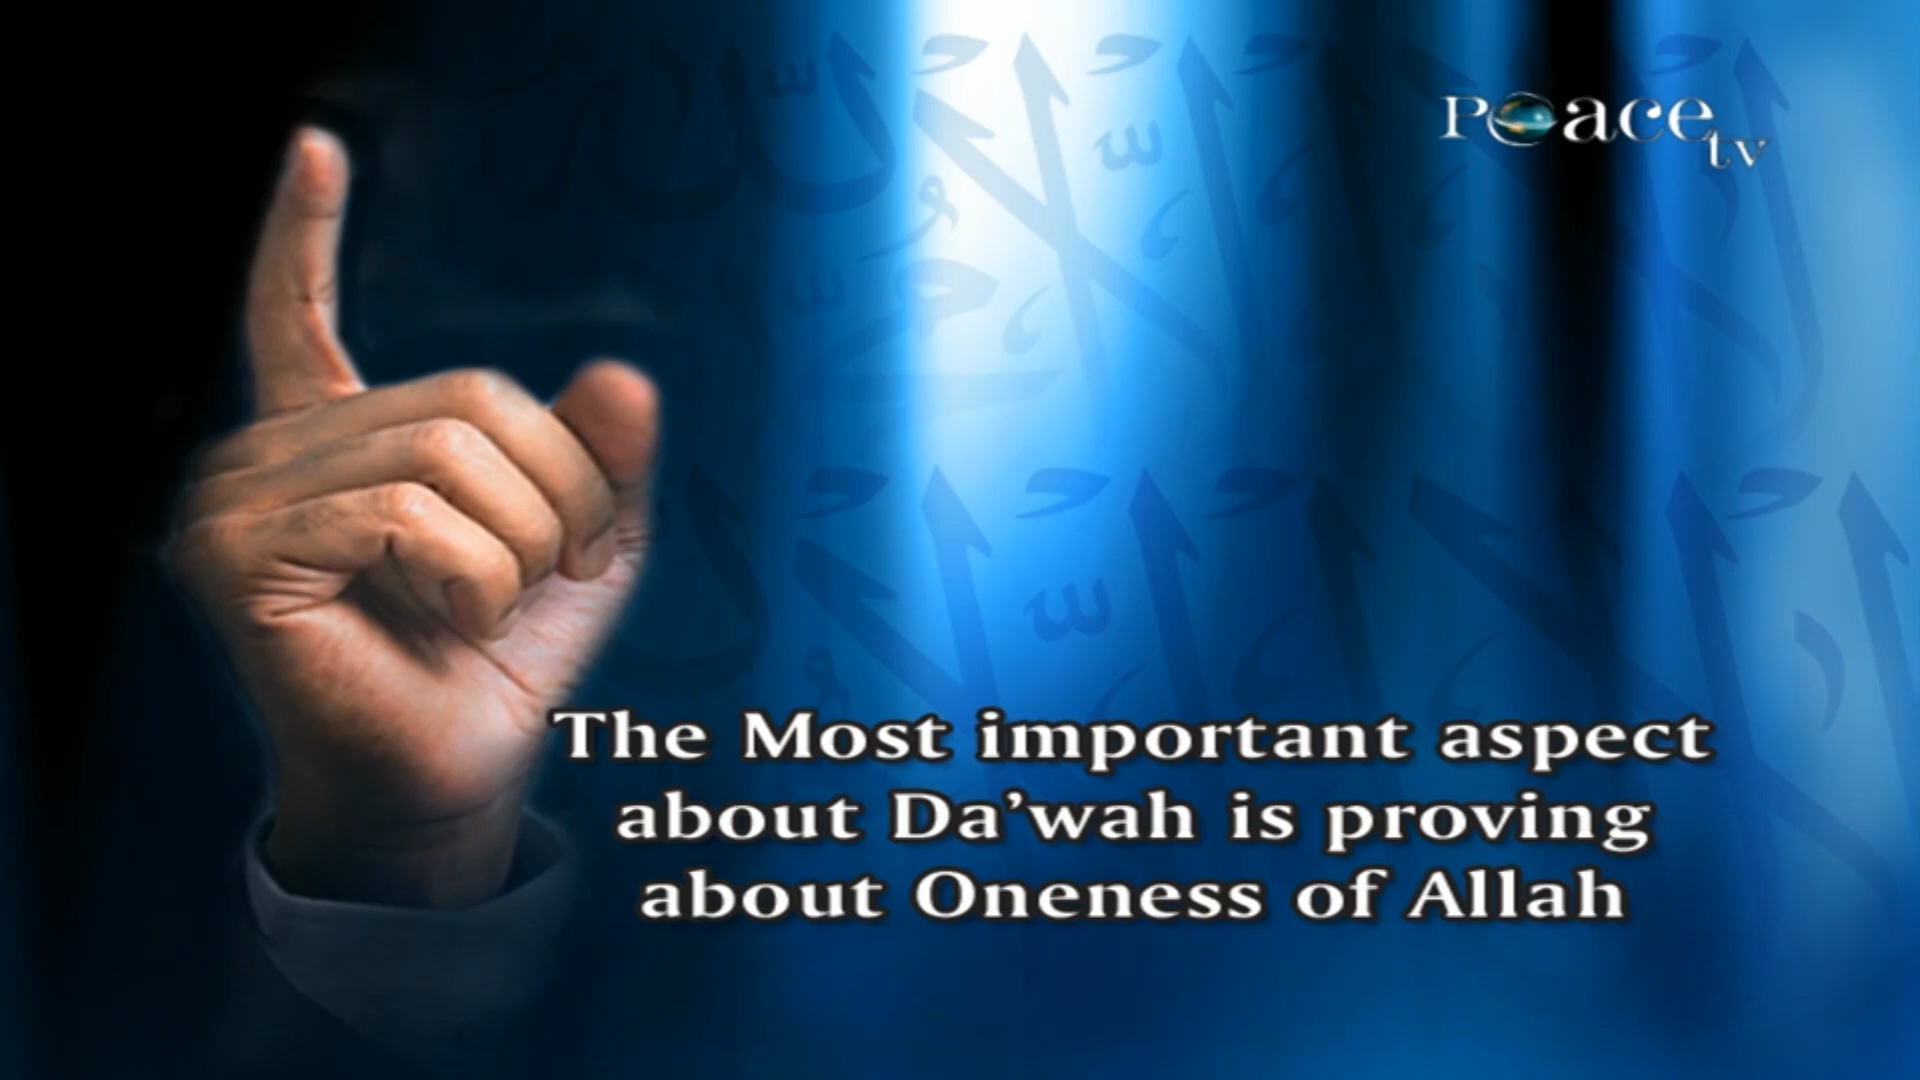 Peace tv
The Most important aspect
about Da’wah is proving
about Oneness of Allah